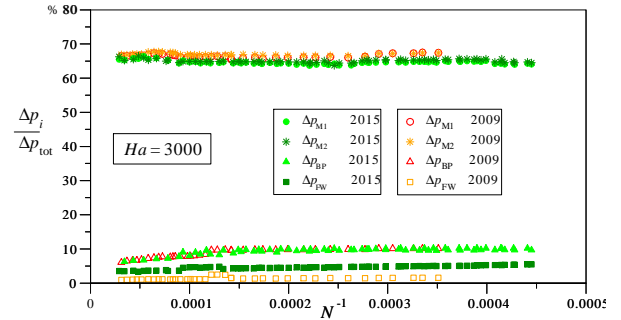 %
80
70
60
50
40
30
20
10
0
Δp_i
Δp_tot
Ha = 3000
Δp_M1 2015
Δp_M2 2015
Δp_BP 2015
Δp_FW 2015
Δp_M1 2009
Δp_M2 2009
Δp_BP 2009
Δp_FW 2009
0 0.0001 0.0002 0.0003 0.0004 0.0005
N^-1